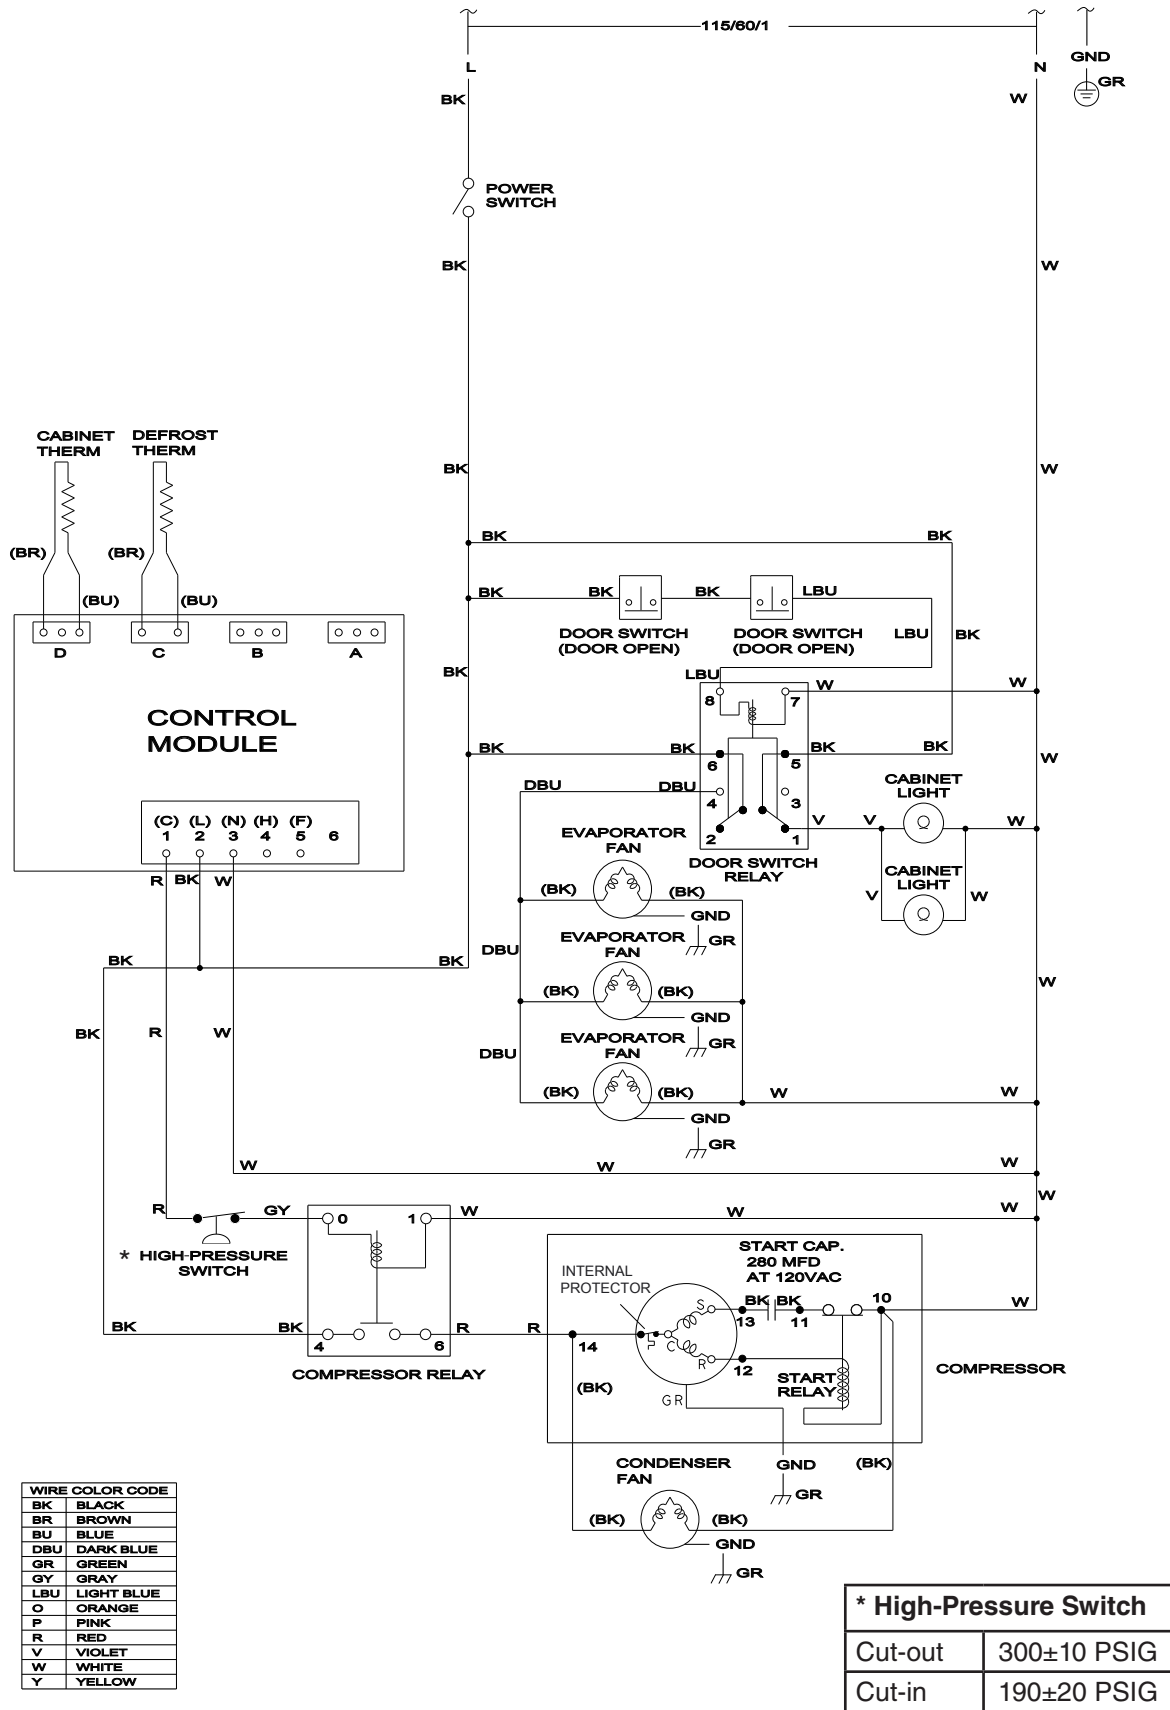 115/60/1
L
N
GND
GR
BK
W
POWER
SWITCH
BK
W
CABINET
THERM
DEFROST
THERM
BK
W
(BR)
(BU)
(BR)
(BU)
BK
BK
BK
BK
BK
LBU
DOOR SWITCH
(DOOR OPEN)
DOOR SWITCH
(DOOR OPEN)
LBU
BK
D
C
B
A
BK
LBU
8
7
W
W
CONTROL
MODULE
BK
BK
6
5
BK
BK
W
DBU
DBU
4
3
CABINET
LIGHT
(C)
(L)
(N)
(H)
(F)
1
2
3
4
5
6
2
1
V
V
W
EVAPORATOR
FAN
DOOR SWITCH
RELAY
CABINET
LIGHT
R
BK
W
(BK)
(BK)
V
W
GND
GR
EVAPORATOR
FAN
DBU
BK
BK
(BK)
(BK)
W
GND
GR
BK
R
W
EVAPORATOR
FAN
DBU
(BK)
(BK)
W
W
GND
GR
W
W
W
W
R
GY
0
1
W
W
W
* HIGH-PRESSURE
SWITCH
START CAP.
280 MFD
AT 120VAC
INTERNAL
PROTECTOR
S
BK
BK
10
W
13
11
BK
BK
4
6
R
R
14
P
C
R
12
COMPRESSOR RELAY
START
RELAY
COMPRESSOR
(BK)
GR
CONDENSER
FAN
GND
(BK)
GR
(BK)
(BK)
GND
GR
WIRE COLOR CODE
BK BLACK
BR BROWN
BU BLUE
DBU DARK BLUE
GR GREEN
GY GRAY
LBU LIGHT BLUE
O ORANGE
P PINK
R RED
V VIOLET
W WHITE
Y YELLOW
* High-Pressure Switch
Cut-out 300±10 PSIG
Cut-in 190±20 PSIG